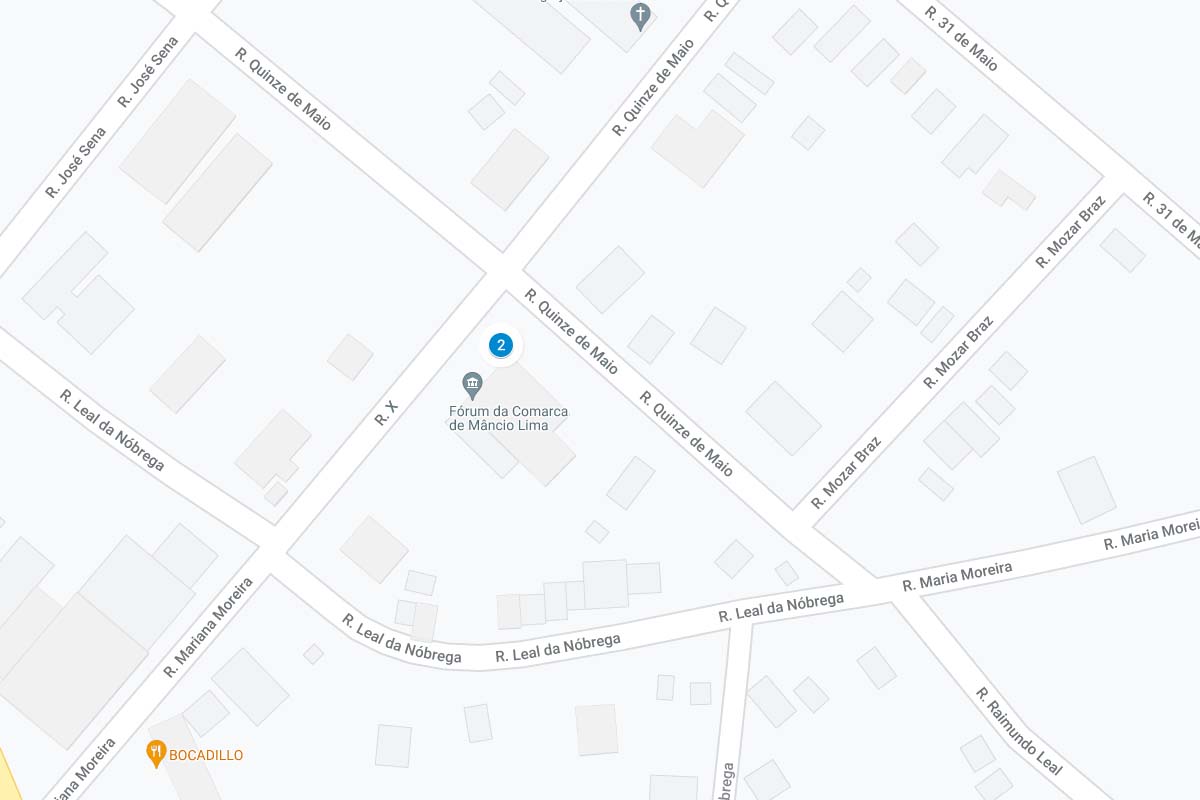 R. 31 de Maio
R. Quinze de Maio
R. José Sena
R. Quinze de Maio
R. José Sena
R. Mozar Braz
R. 31 de
R. Quinze de Maio
2
Fórum da Comarca
de Mâncio Lima
R. X
R. Mozar Braz
R. Quinze de Maio
R. Leal da Nóbrega
R. Mozar Braz
R. Maria
R. Maria Moreira
R. Leal da Nóbrega
R. Mariana Moreira
R. Leal da Nóbrega
R. Leal da Nóbrega
R. Raimundo Leal
BOCADILLO
Moreira